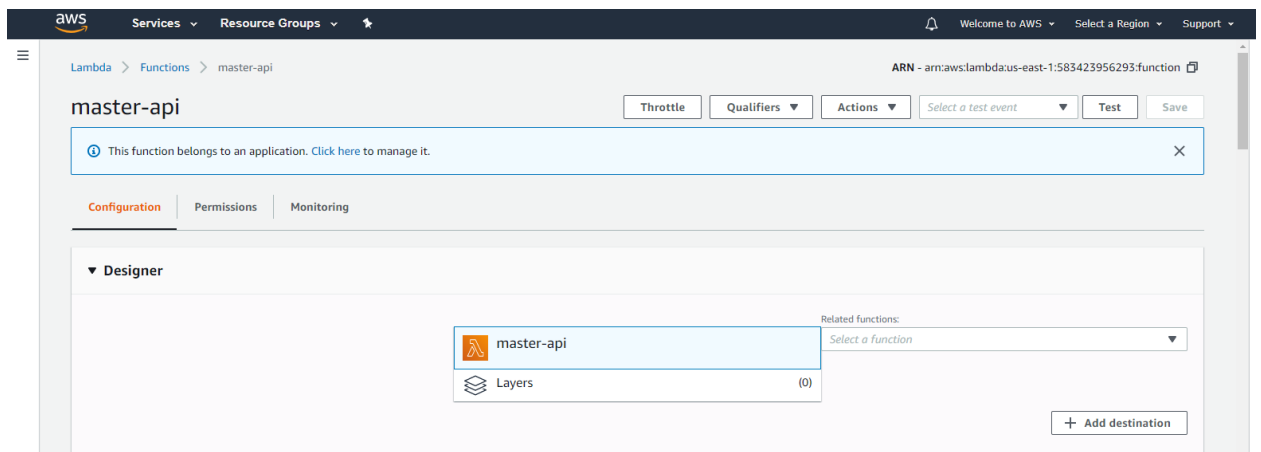 aws Services Resource Groups Welcome to AWS Select a Region Support
Lambda > Functions > master-api ARN - arn:aws:lambda:us-east-1:583423956293:function
master-api Throttle Qualifiers Actions Select a test event Test Save
This function belongs to an application. Click here to manage it.
Configuration Permissions Monitoring
Designer
Related functions:
master-api Select a function
Layers (0)
+ Add destination